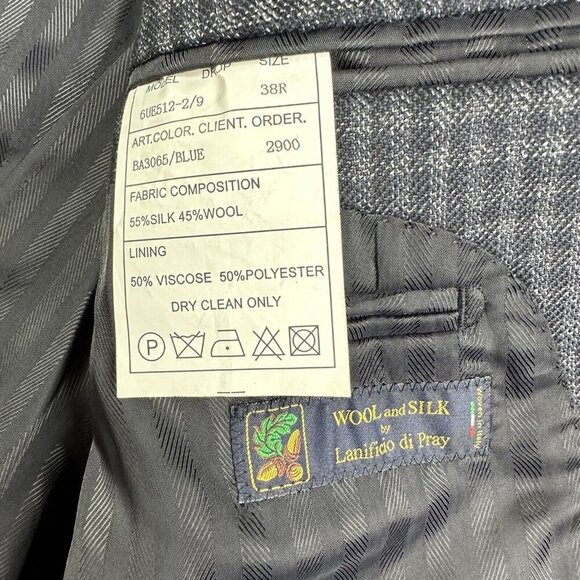 MODEL DROP SIZE
6UE512-2/9 38R
ART.COLOR. CLIENT. ORDER.
BA3065/BLUE 2900
FABRIC COMPOSITION
55%SILK 45%WOOL
LINING
50% VISCOSE 50%POLYESTER
DRY CLEAN ONLY
P
WOOL and SILK
by
Lanificio di Pray
Woven in Italy